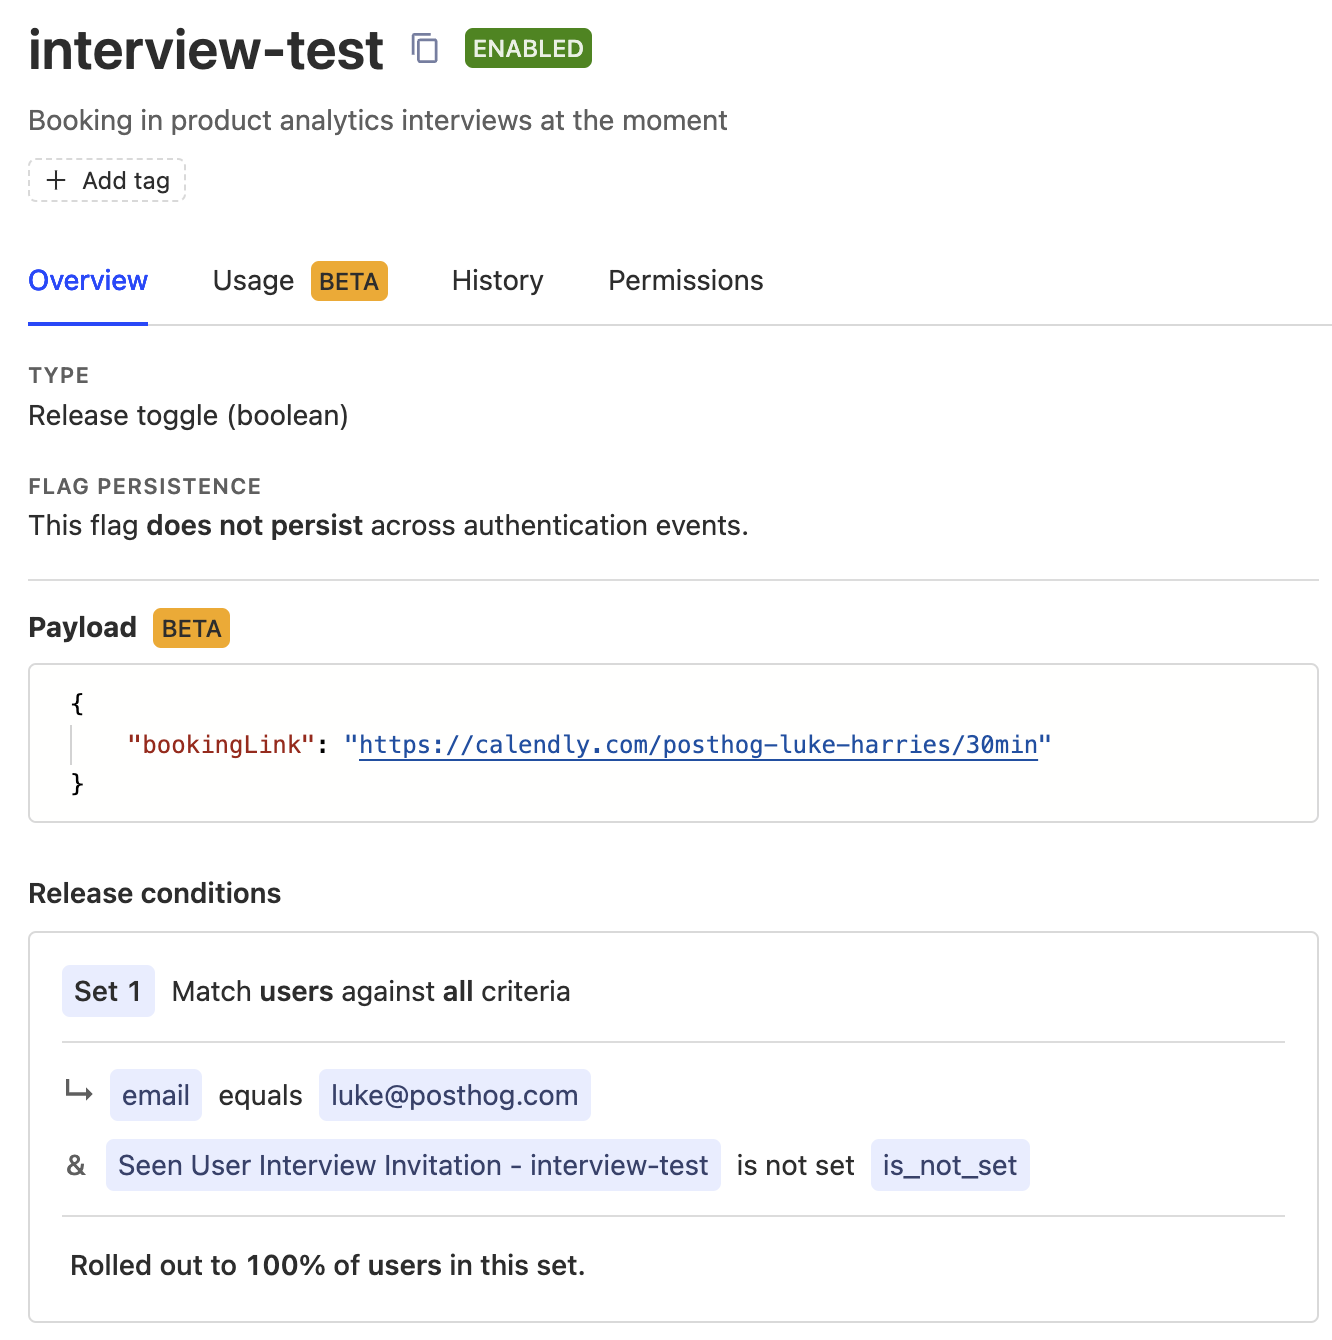 interview-test ENABLED
Booking in product analytics interviews at the moment
+ Add tag
Overview Usage BETA History Permissions
TYPE
Release toggle (boolean)
FLAG PERSISTENCE
This flag does not persist across authentication events.
Payload BETA
{
"bookingLink": "https://calendly.com/posthog-luke-harries/30min"
}
Release conditions
Set 1 Match users against all criteria
email equals luke@posthog.com
& Seen User Interview Invitation - interview-test is not set is_not_set
Rolled out to 100% of users in this set.